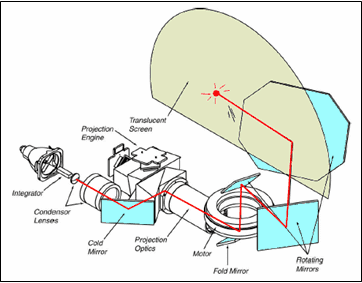 Translucent
Screen
Projection
Engine
Integrator
Condensor
Lenses
Cold
Mirror
Projection
Optics
Motor
Fold Mirror
Rotating
Mirrors